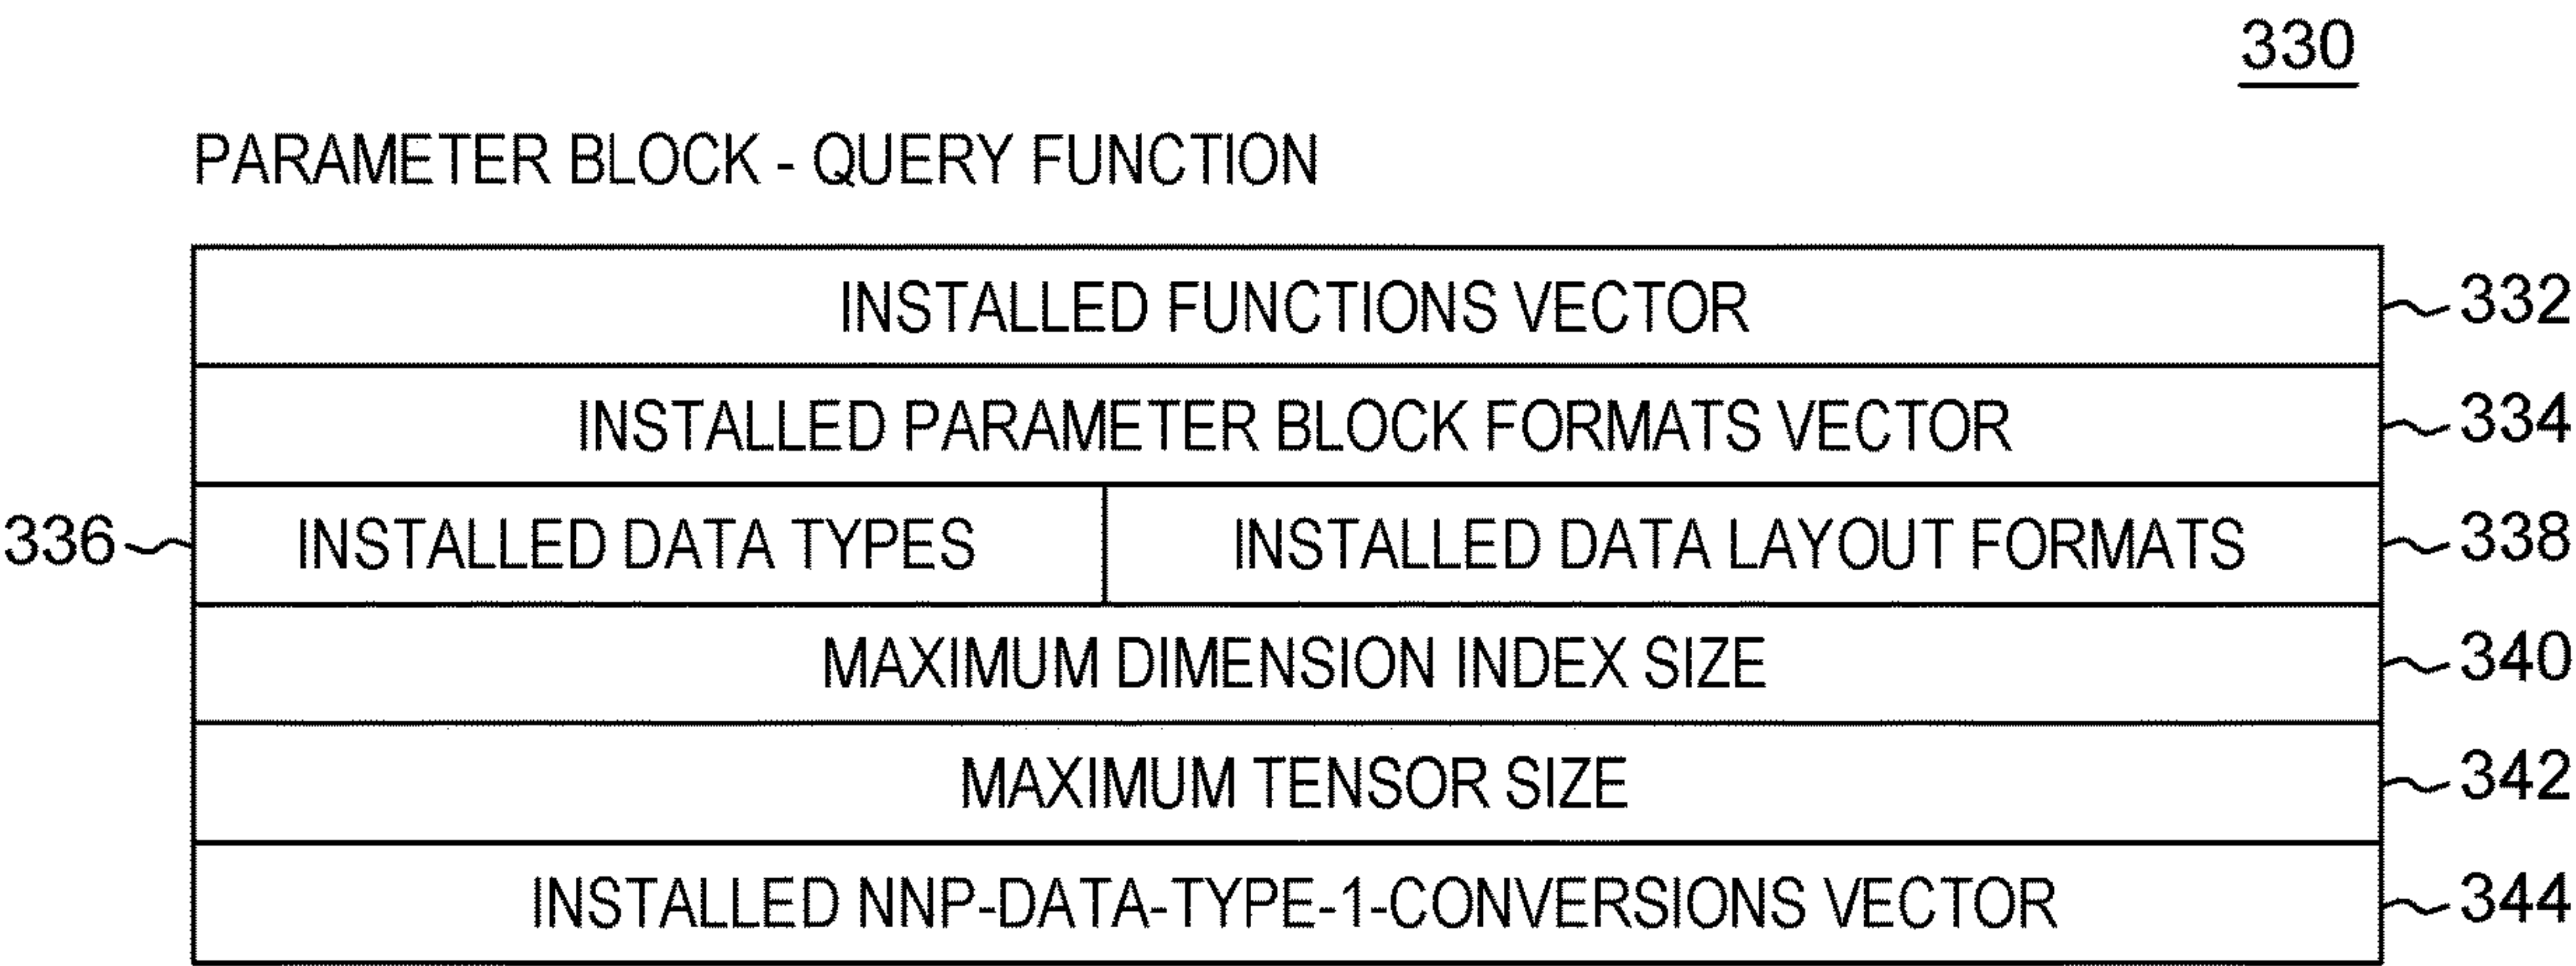 330
PARAMETER BLOCK - QUERY FUNCTION
INSTALLED FUNCTIONS VECTOR 332
INSTALLED PARAMETER BLOCK FORMATS VECTOR 334
336 INSTALLED DATA TYPES INSTALLED DATA LAYOUT FORMATS 338
MAXIMUM DIMENSION INDEX SIZE 340
MAXIMUM TENSOR SIZE 342
INSTALLED NNP-DATA-TYPE-1-CONVERSIONS VECTOR 344